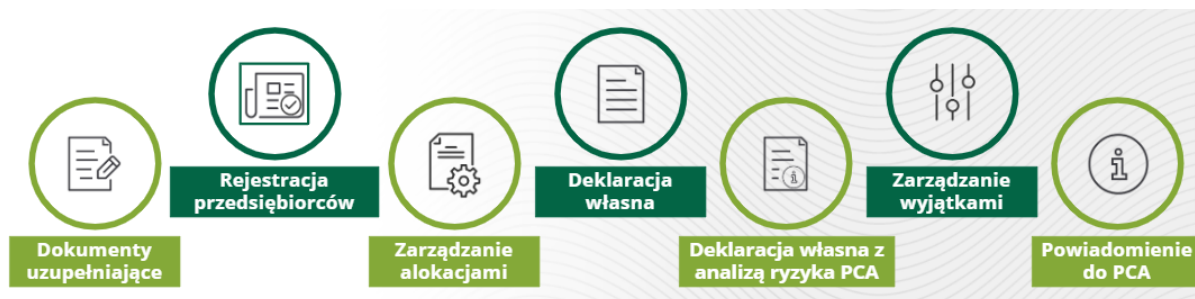 Dokumenty
uzupełniające
Rejestracja
przedsiębiorców
Zarządzanie
alokacjami
Deklaracja
własna
Deklaracja własna z
analizą ryzyka PCA
Zarządzanie
wyjątkami
Powiadomienie
do PCA